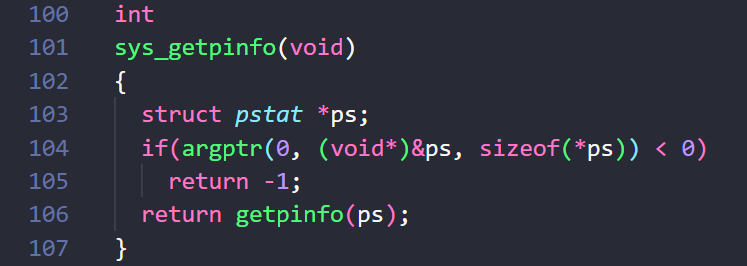 100 int
101 sys_getpinfo(void)
102 {
103   struct pstat *ps;
104   if(argptr(0, (void*)&ps, sizeof(*ps)) < 0)
105     return -1;
106   return getpinfo(ps);
107 }